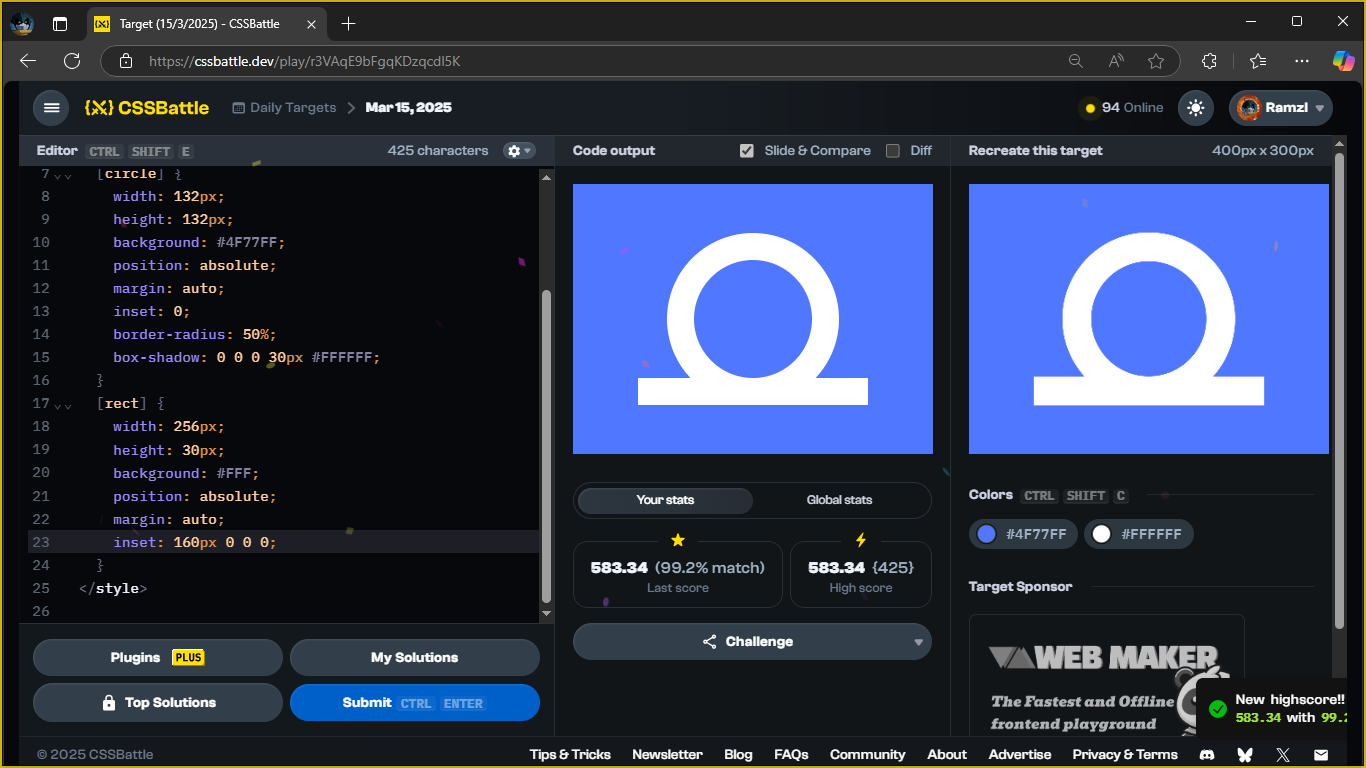 Target (15/3/2025) - CSSBattle
https://cssbattle.dev/play/r3VAqE9bFgqKDzqcdI5K
{X} CSSBattle Daily Targets > Mar 15, 2025 94 Online Ramzl
Editor CTRL SHIFT E 425 characters
7 [circle] {
8 width: 132px;
9 height: 132px;
10 background: #4F77FF;
11 position: absolute;
12 margin: auto;
13 inset: 0;
14 border-radius: 50%;
15 box-shadow: 0 0 0 30px #FFFFFF;
16 }
17 [rect] {
18 width: 256px;
19 height: 30px;
20 background: #FFF;
21 position: absolute;
22 margin: auto;
23 inset: 160px 0 0 0;
24 }
25 </style>
26
Plugins PLUS My Solutions
Top Solutions Submit CTRL ENTER
Code output Slide & Compare Diff
Your stats Global stats
583.34 (99.2% match)
Last score
583.34 {425}
High score
Challenge
Recreate this target 400px x 300px
Colors CTRL SHIFT C
#4F77FF #FFFFFF
Target Sponsor
WEB MAKER
The Fastest and Offline
frontend playground
New highscore!!
583.34 with 99.2
© 2025 CSSBattle Tips & Tricks Newsletter Blog FAQs Community About Advertise Privacy & Terms